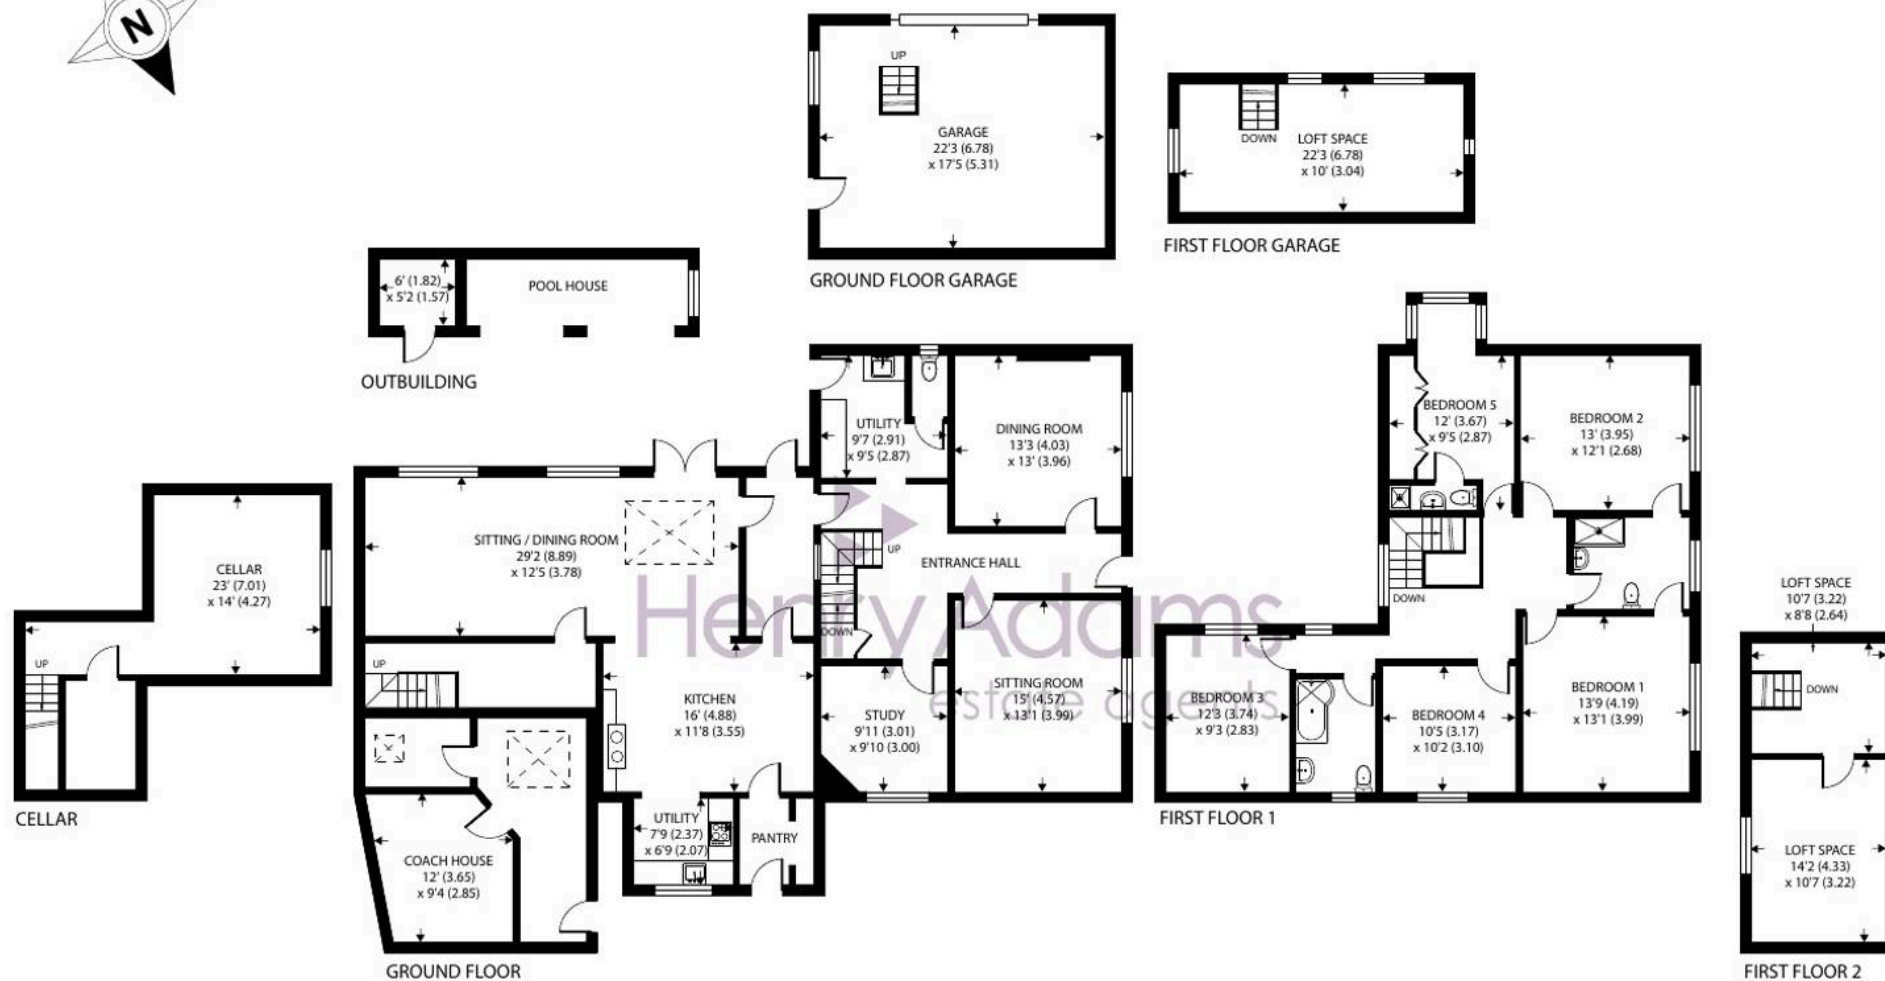 N
UP
GARAGE
22'3 (6.78)
x 17'5 (5.31)
GROUND FLOOR GARAGE
DOWN
LOFT SPACE
22'3 (6.78)
x 10' (3.04)
FIRST FLOOR GARAGE
6' (1.82)
x 5'2 (1.57)
POOL HOUSE
OUTBUILDING
CELLAR
23' (7.01)
x 14' (4.27)
UP
CELLAR
SITTING / DINING ROOM
29'2 (8.89)
x 12'5 (3.78)
UP
UTILITY
9'7 (2.91)
x 9'5 (2.87)
DINING ROOM
13'3 (4.03)
x 13' (3.96)
UP
ENTRANCE HALL
DOWN
KITCHEN
16' (4.88)
x 11'8 (3.55)
STUDY
9'11 (3.01)
x 9'10 (3.00)
SITTING ROOM
15' (4.57)
x 13'1 (3.99)
UTILITY
7'9 (2.37)
x 6'9 (2.07)
PANTRY
COACH HOUSE
12' (3.65)
x 9'4 (2.85)
GROUND FLOOR
Henry Adams
estate agents
BEDROOM 5
12' (3.67)
x 9'5 (2.87)
BEDROOM 2
13' (3.95)
x 12'1 (2.68)
DOWN
BEDROOM 3
12'3 (3.74)
x 9'3 (2.83)
BEDROOM 4
10'5 (3.17)
x 10'2 (3.10)
BEDROOM 1
13'9 (4.19)
x 13'1 (3.99)
FIRST FLOOR 1
LOFT SPACE
10'7 (3.22)
x 8'8 (2.64)
DOWN
LOFT SPACE
14'2 (4.33)
x 10'7 (3.22)
FIRST FLOOR 2